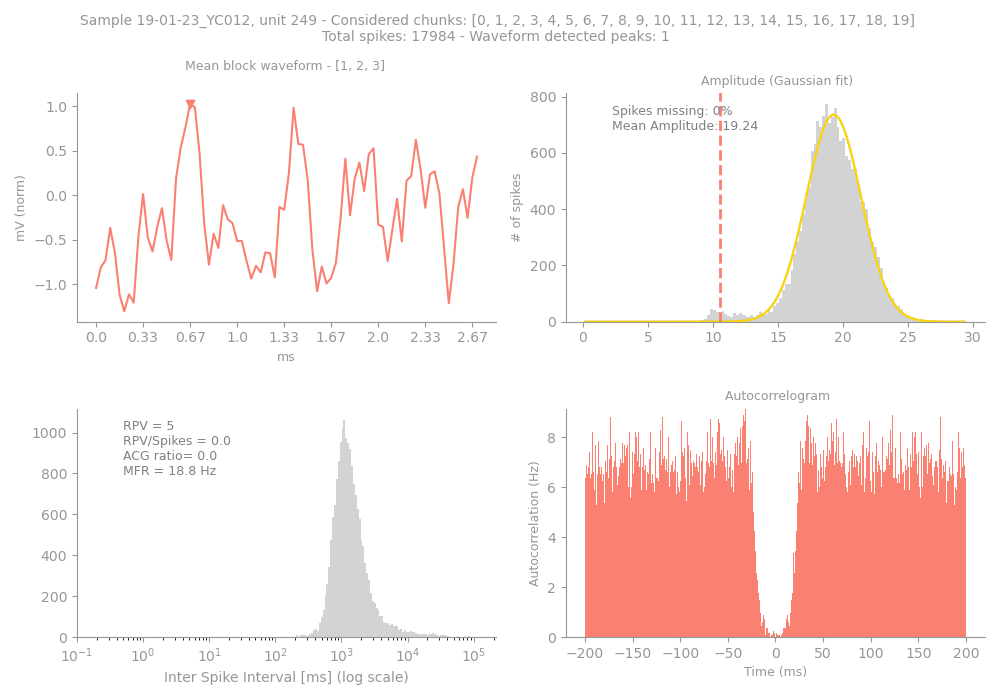 Sample 19-01-23_YC012, unit 249 - Considered chunks: [0, 1, 2, 3, 4, 5, 6, 7, 8, 9, 10, 11, 12, 13, 14, 15, 16, 17, 18, 19]
Total spikes: 17984 - Waveform detected peaks: 1
Mean block waveform - [1, 2, 3]
1.0
0.5
0.0
−0.5
−1.0
mV (norm)
0.0 0.33 0.67 1.0 1.33 1.67 2.0 2.33 2.67
ms
Amplitude (Gaussian fit)
Spikes missing: 0%
Mean Amplitude: 19.24
800
600
400
200
0
# of spikes
0 5 10 15 20 25 30
RPV = 5
RPV/Spikes = 0.0
ACG ratio= 0.0
MFR = 18.8 Hz
1000
800
600
400
200
0
10⁻¹ 10⁰ 10¹ 10² 10³ 10⁴ 10⁵
Inter Spike Interval [ms] (log scale)
Autocorrelogram
8
6
4
2
0
Autocorrelation (Hz)
−200 −150 −100 −50 0 50 100 150 200
Time (ms)